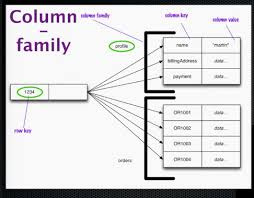 Column
-
family
column family
column key
column value
profile
name
"martin"
billingAddress
data...
payment
data...
1234
row key
OR1001
data...
OR1002
data...
OR1003
data...
OR1004
data...
orders